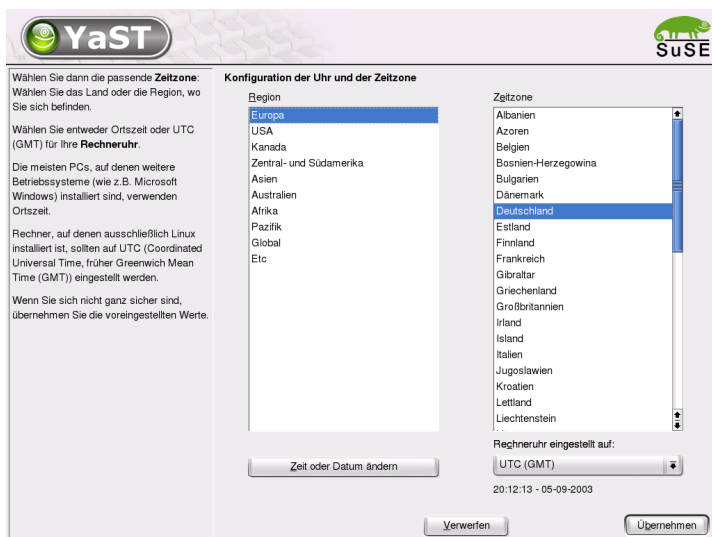 YaST
SuSE
Wählen Sie dann die passende Zeitzone:
Wählen Sie das Land oder die Region, wo
Sie sich befinden.
Wählen Sie entweder Ortszeit oder UTC
(GMT) für Ihre Rechneruhr.
Die meisten PCs, auf denen weitere
Betriebssysteme (wie z.B. Microsoft
Windows) installiert sind, verwenden
Ortszeit.
Rechner, auf denen ausschließlich Linux
installiert ist, sollten auf UTC (Coordinated
Universal Time, früher Greenwich Mean
Time (GMT)) eingestellt werden.
Wenn Sie sich nicht ganz sicher sind,
übernehmen Sie die voreingestellten Werte.
Konfiguration der Uhr und der Zeitzone
Region
Europa
USA
Kanada
Zentral- und Südamerika
Asien
Australien
Afrika
Pazifik
Global
Etc
Zeit oder Datum ändern
Zeitzone
Albanien
Azoren
Belgien
Bosnien-Herzegowina
Bulgarien
Dänemark
Deutschland
Estland
Finnland
Frankreich
Gibraltar
Griechenland
Großbritannien
Irland
Island
Italien
Jugoslawien
Kroatien
Lettland
Liechtenstein
Rechneruhr eingestellt auf:
UTC (GMT)
20:12:13 - 05-09-2003
Verwerfen
Übernehmen